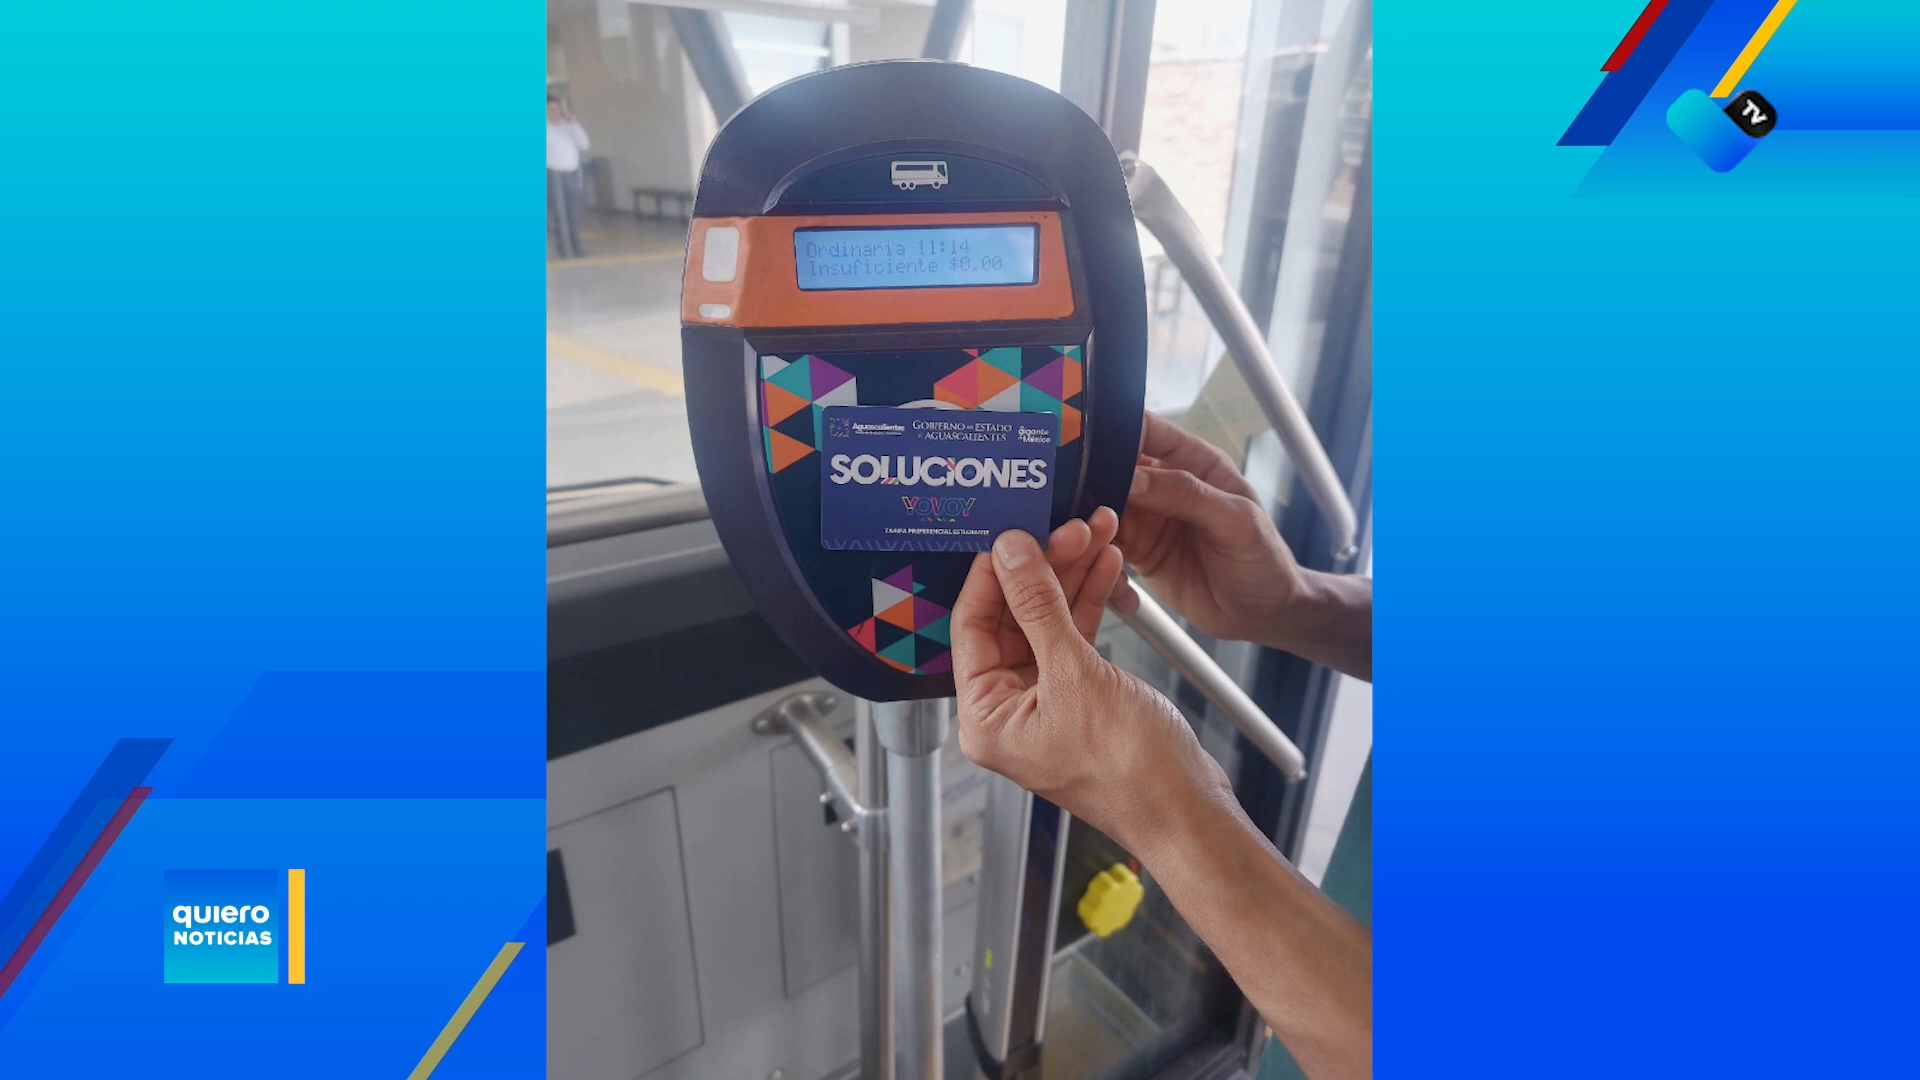 TV
Ordinaria 11:14
Insuficiente $0.00
Aguascalientes
GOBIERNO DEL ESTADO
DE AGUASCALIENTES
gigante
de México
SOLUCIONES
YOVOY
TARIFA PREFERENCIAL ESTUDIANTE
quiero
NOTICIAS